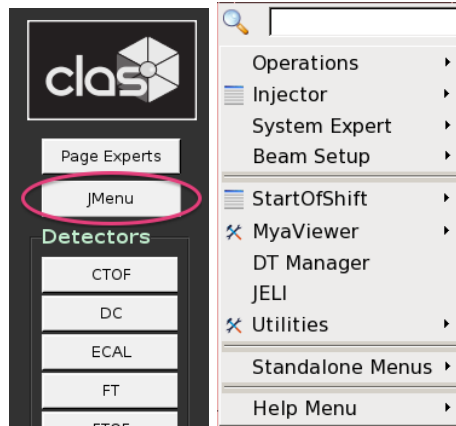 clas
Page Experts
JMenu
Detectors
CTOF
DC
ECAL
FT
FTOF
Operations
Injector
System Expert
Beam Setup
StartOfShift
MyaViewer
DT Manager
JELI
Utilities
Standalone Menus
Help Menu